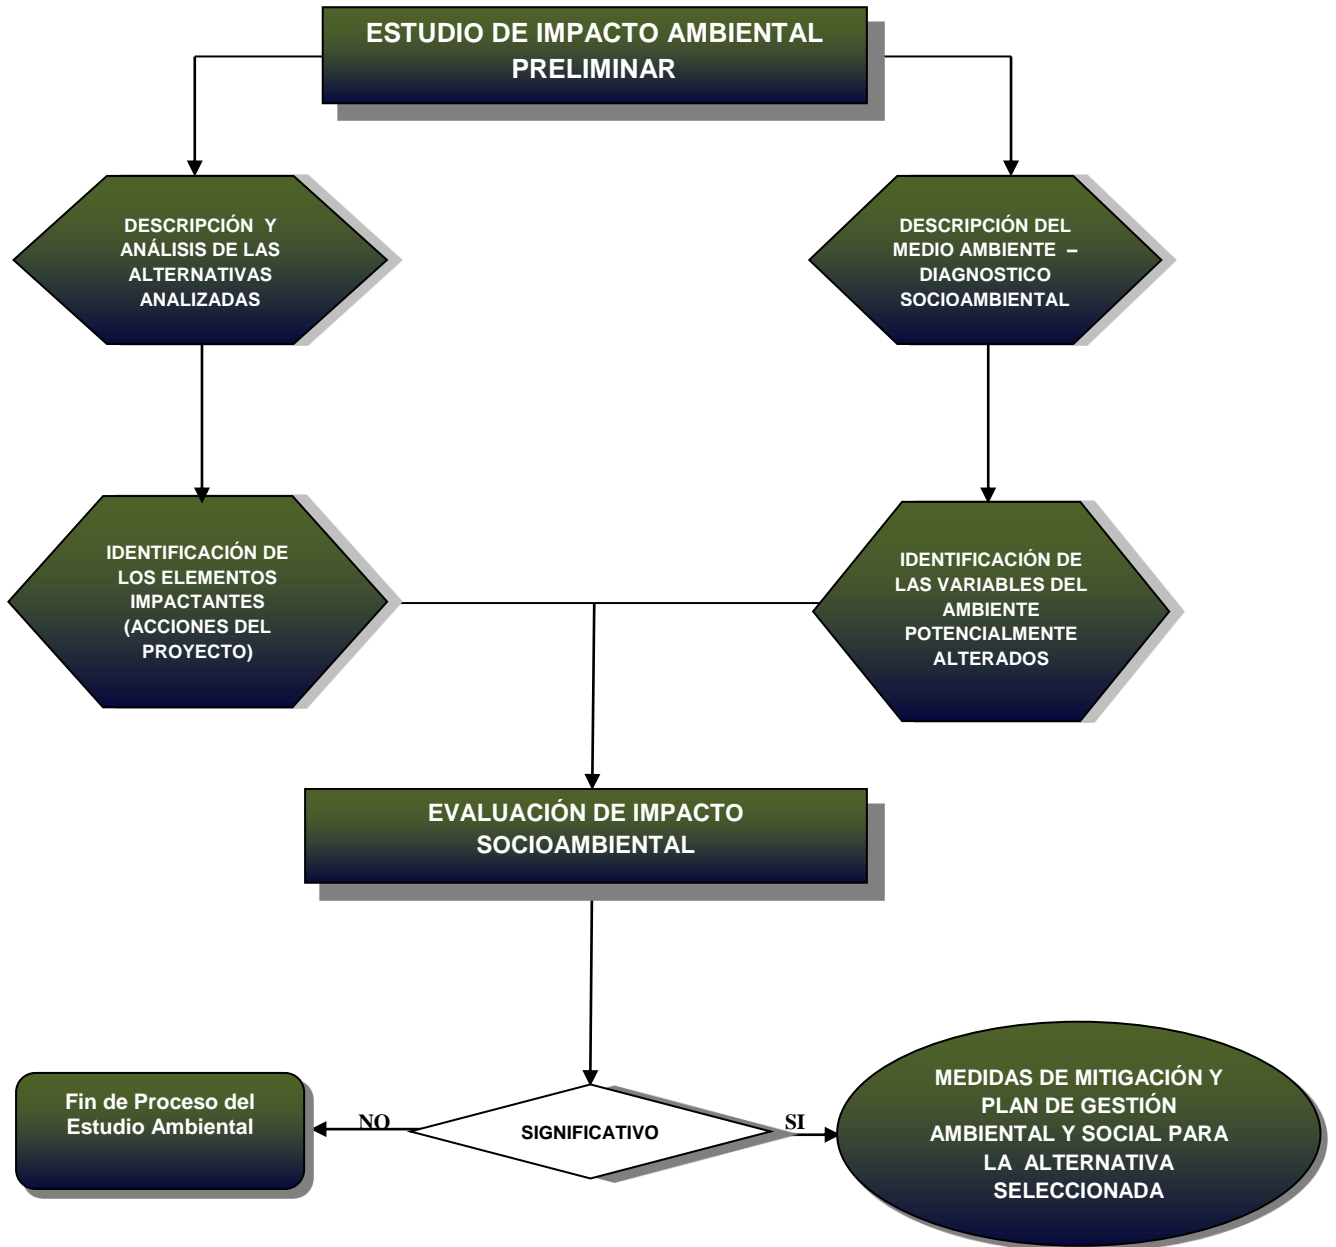 ESTUDIO DE IMPACTO AMBIENTAL
PRELIMINAR
DESCRIPCIÓN Y
ANÁLISIS DE LAS
ALTERNATIVAS
ANALIZADAS
DESCRIPCIÓN DEL
MEDIO AMBIENTE –
DIAGNOSTICO
SOCIOAMBIENTAL
IDENTIFICACIÓN DE
LOS ELEMENTOS
IMPACTANTES
(ACCIONES DEL
PROYECTO)
IDENTIFICACIÓN DE
LAS VARIABLES DEL
AMBIENTE
POTENCIALMENTE
ALTERADOS
EVALUACIÓN DE IMPACTO
SOCIOAMBIENTAL
Fin de Proceso del
Estudio Ambiental
NO
SIGNIFICATIVO
SI
MEDIDAS DE MITIGACIÓN Y
PLAN DE GESTIÓN
AMBIENTAL Y SOCIAL PARA
LA ALTERNATIVA
SELECCIONADA